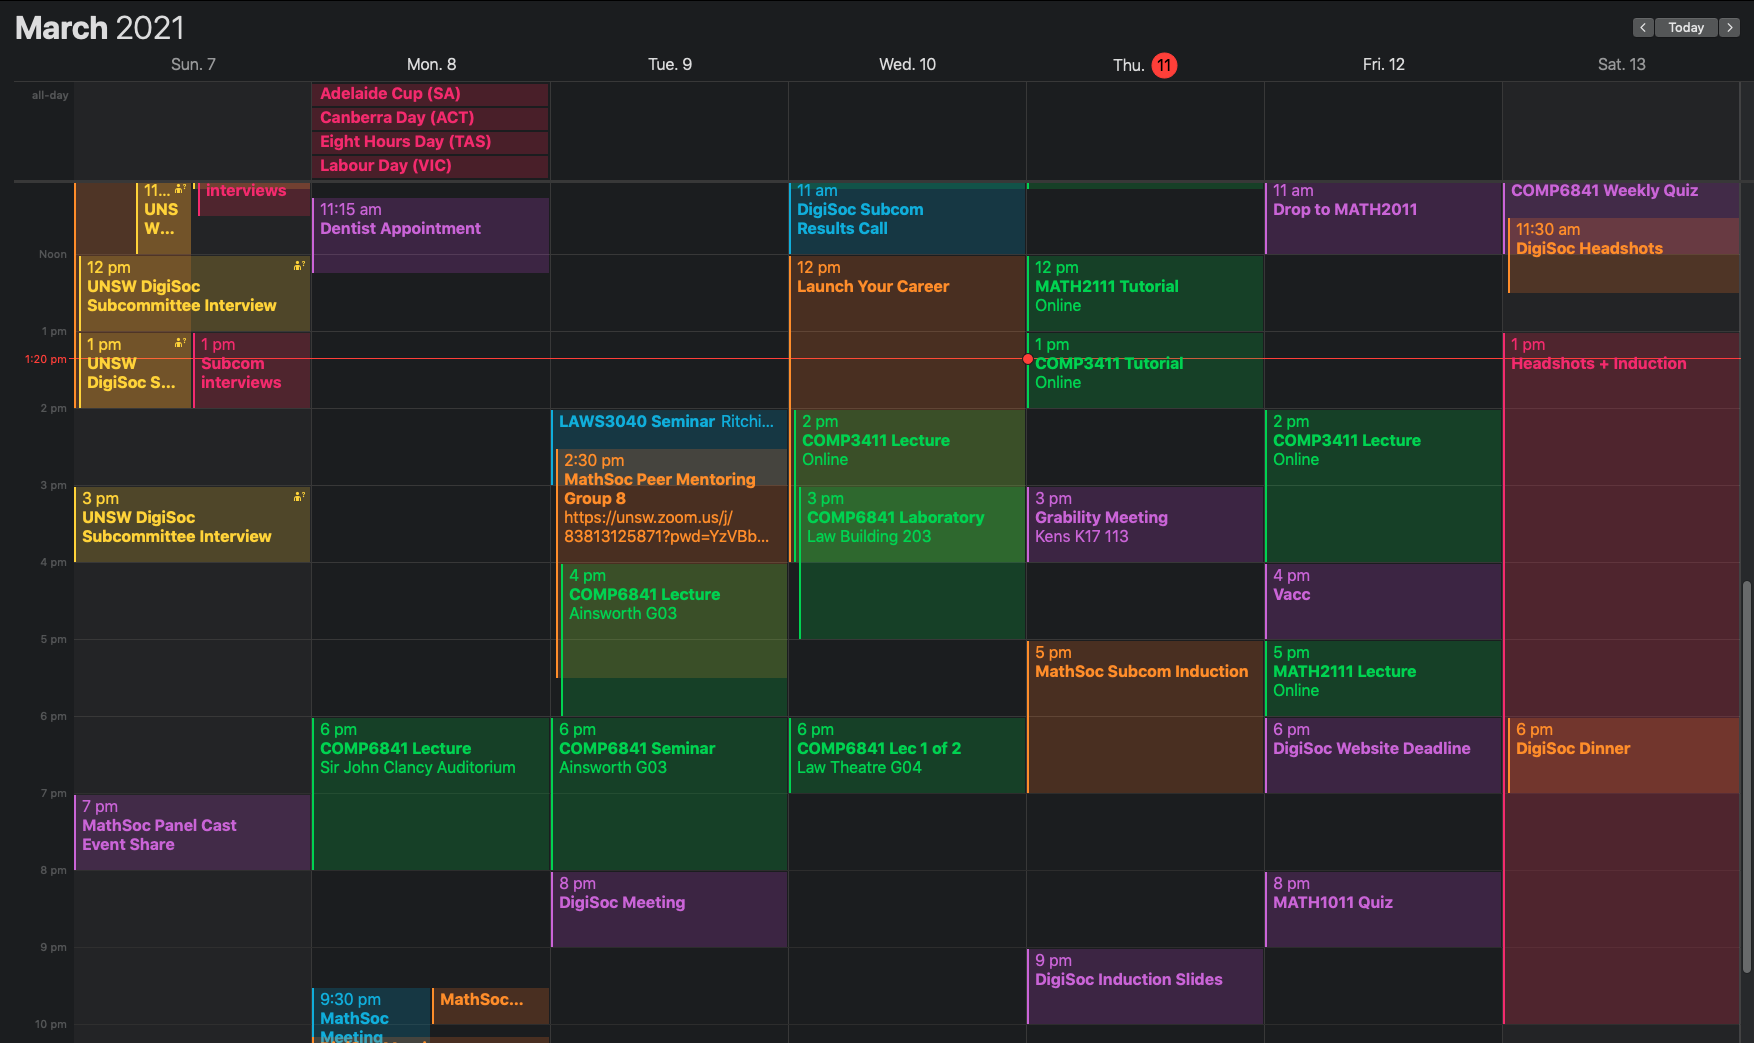 March 2021
< Today >
Sun. 7
Mon. 8
Tue. 9
Wed. 10
Thu. 11
Fri. 12
Sat. 13
all-day
Adelaide Cup (SA)
Canberra Day (ACT)
Eight Hours Day (TAS)
Labour Day (VIC)
Noon
1 pm
1:20 pm
2 pm
3 pm
4 pm
5 pm
6 pm
7 pm
8 pm
9 pm
10 pm
11...
UNS
W...
interviews
12 pm
UNSW DigiSoc
Subcommittee Interview
1 pm
UNSW
DigiSoc S...
1 pm
Subcom
interviews
3 pm
UNSW DigiSoc
Subcommittee Interview
7 pm
MathSoc Panel Cast
Event Share
11:15 am
Dentist Appointment
6 pm
COMP6841 Lecture
Sir John Clancy Auditorium
9:30 pm
MathSoc
Meeting
MathSoc...
LAWS3040 Seminar Ritchi...
2:30 pm
MathSoc Peer Mentoring
Group 8
https://unsw.zoom.us/j/
83813125871?pwd=YzVBb...
4 pm
COMP6841 Lecture
Ainsworth G03
6 pm
COMP6841 Seminar
Ainsworth G03
8 pm
DigiSoc Meeting
11 am
DigiSoc Subcom
Results Call
12 pm
Launch Your Career
2 pm
COMP3411 Lecture
Online
3 pm
COMP6841 Laboratory
Law Building 203
6 pm
COMP6841 Lec 1 of 2
Law Theatre G04
12 pm
MATH2111 Tutorial
Online
1 pm
COMP3411 Tutorial
Online
3 pm
Grability Meeting
Kens K17 113
5 pm
MathSoc Subcom Induction
9 pm
DigiSoc Induction Slides
11 am
Drop to MATH2011
2 pm
COMP3411 Lecture
Online
4 pm
Vacc
5 pm
MATH2111 Lecture
Online
6 pm
DigiSoc Website Deadline
8 pm
MATH1011 Quiz
COMP6841 Weekly Quiz
11:30 am
DigiSoc Headshots
1 pm
Headshots + Induction
6 pm
DigiSoc Dinner